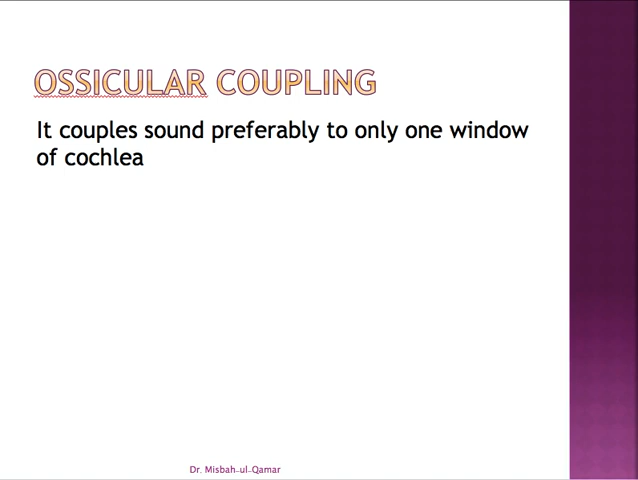 OSSICULAR COUPLING
It couples sound preferably to only one window
of cochlea
Dr. Misbah-ul-Qamar